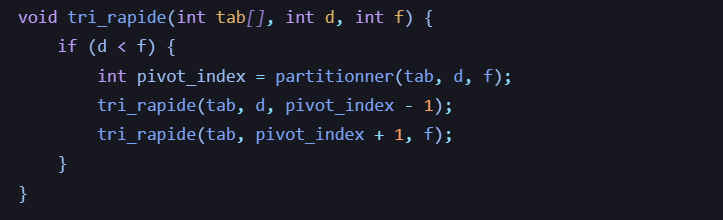 void tri_rapide(int tab[], int d, int f) {
    if (d < f) {
        int pivot_index = partitionner(tab, d, f);
        tri_rapide(tab, d, pivot_index - 1);
        tri_rapide(tab, pivot_index + 1, f);
    }
}